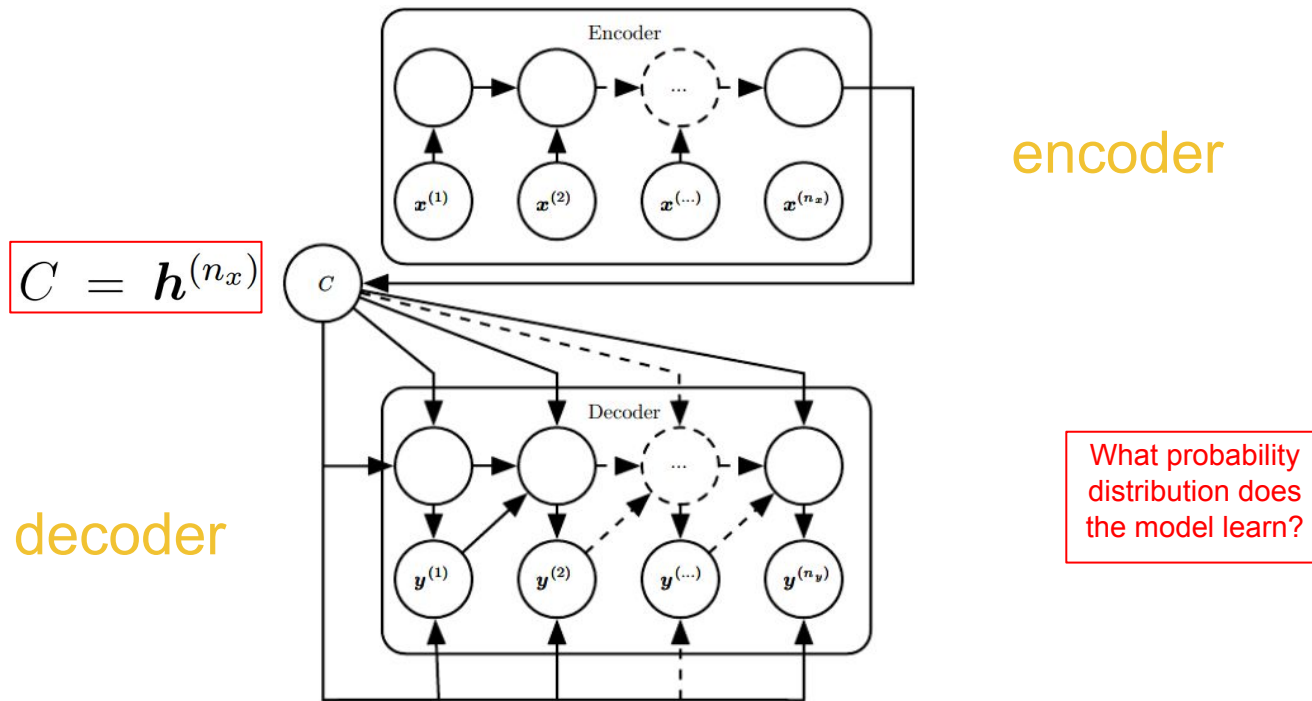 Encoder
...
x^{(1)} x^{(2)} x^{(...)} x^{(n_x)}
encoder
C = h^{(n_x)}
C
Decoder
...
y^{(1)} y^{(2)} y^{(...)} y^{(n_y)}
decoder
What probability
distribution does
the model learn?